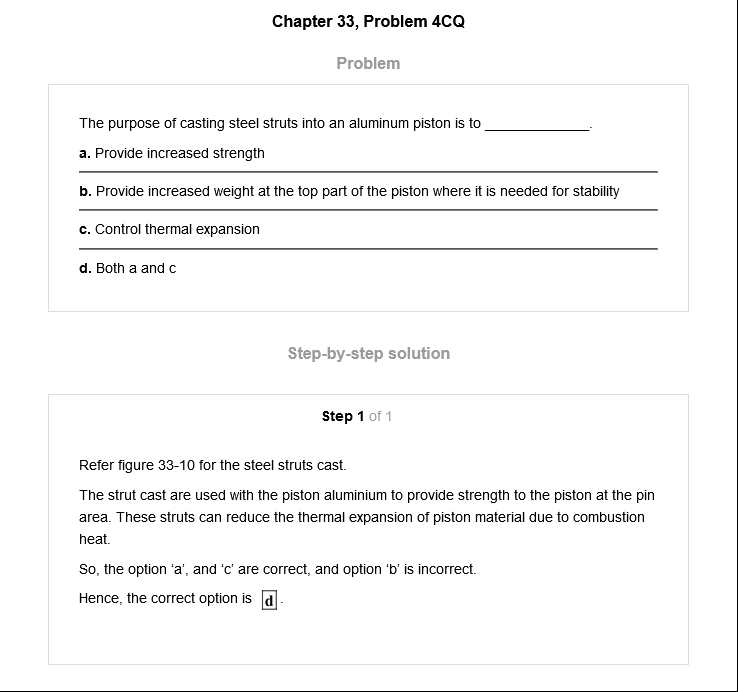 Chapter 33, Problem 4CQ
Problem
The purpose of casting steel struts into an aluminum piston is to ______________.
a. Provide increased strength
b. Provide increased weight at the top part of the piston where it is needed for stability
c. Control thermal expansion
d. Both a and c
Step-by-step solution
Step 1 of 1
Refer figure 33-10 for the steel struts cast.
The strut cast are used with the piston aluminium to provide strength to the piston at the pin
area. These struts can reduce the thermal expansion of piston material due to combustion
heat.
So, the option ‘a’, and ‘c’ are correct, and option ‘b’ is incorrect.
Hence, the correct option is d.